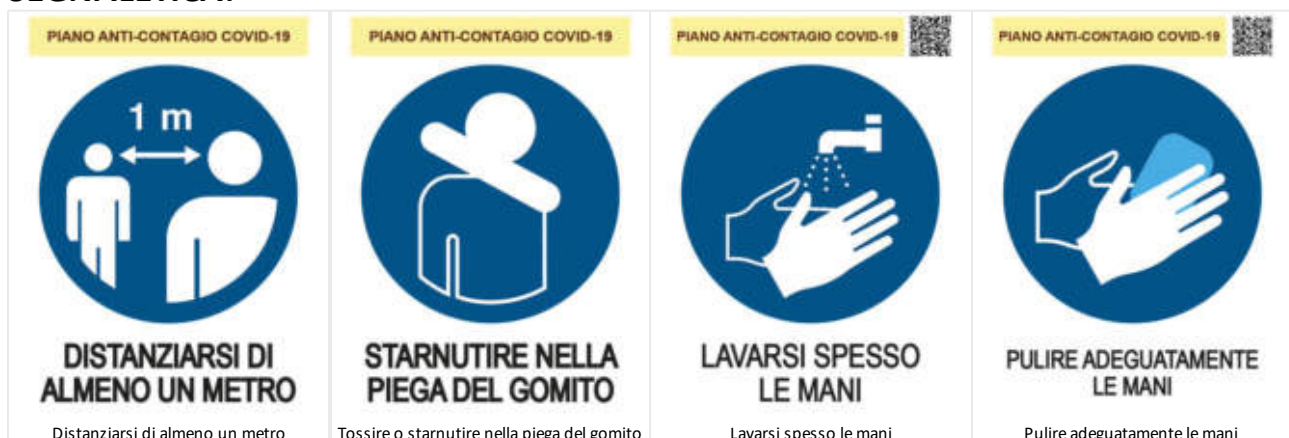 PIANO ANTI-CONTAGIO COVID-19
1 m
DISTANZIARSI DI
ALMENO UN METRO
Distanziarsi di almeno un metro
PIANO ANTI-CONTAGIO COVID-19
STARNUTIRE NELLA
PIEGA DEL GOMITO
Tossire o starnutire nella piega del gomito
PIANO ANTI-CONTAGIO COVID-19
LAVARSI SPESSO
LE MANI
Lavarsi spesso le mani
PIANO ANTI-CONTAGIO COVID-19
PULIRE ADEGUATAMENTE
LE MANI
Pulire adeguatamente le mani